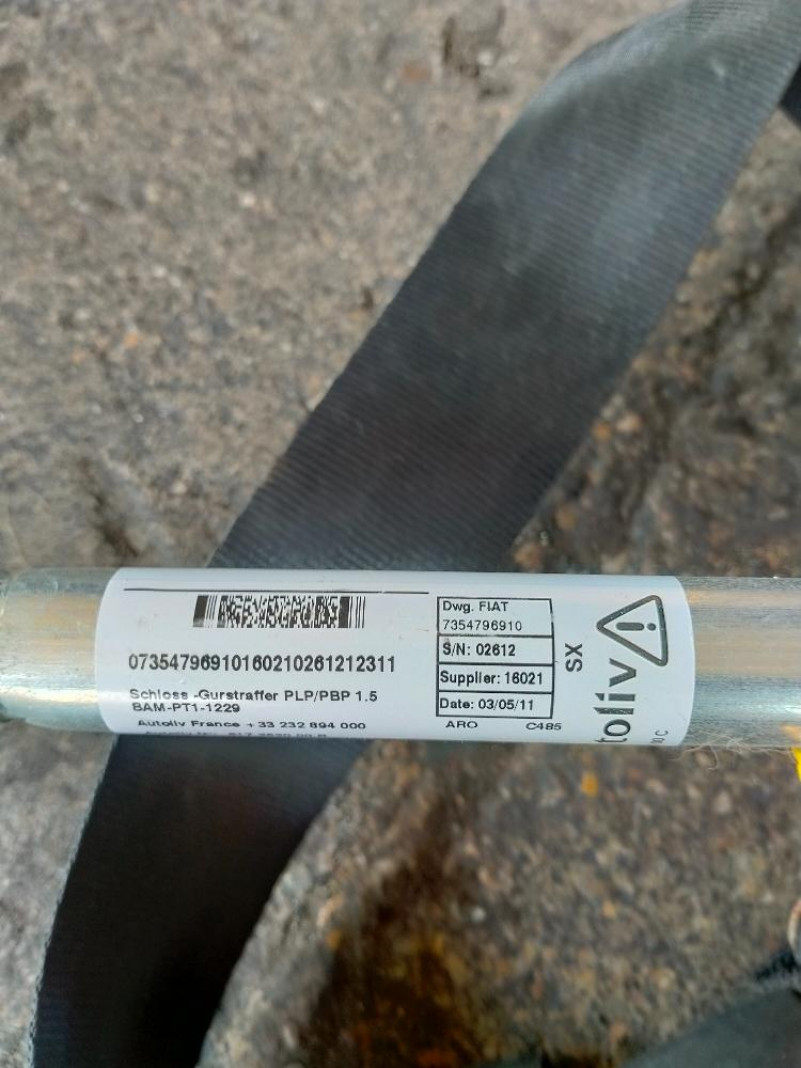 07354796910160210261212311
Schloss -Gurstraffer PLP/PBP 1.5
BAM-PT1-1229
Autoliv France + 33 232 894 000
Dwg. FIAT
7354796910
S/N: 02612
Supplier: 16021
Date: 03/05/11
ARO C485
SX
toliv